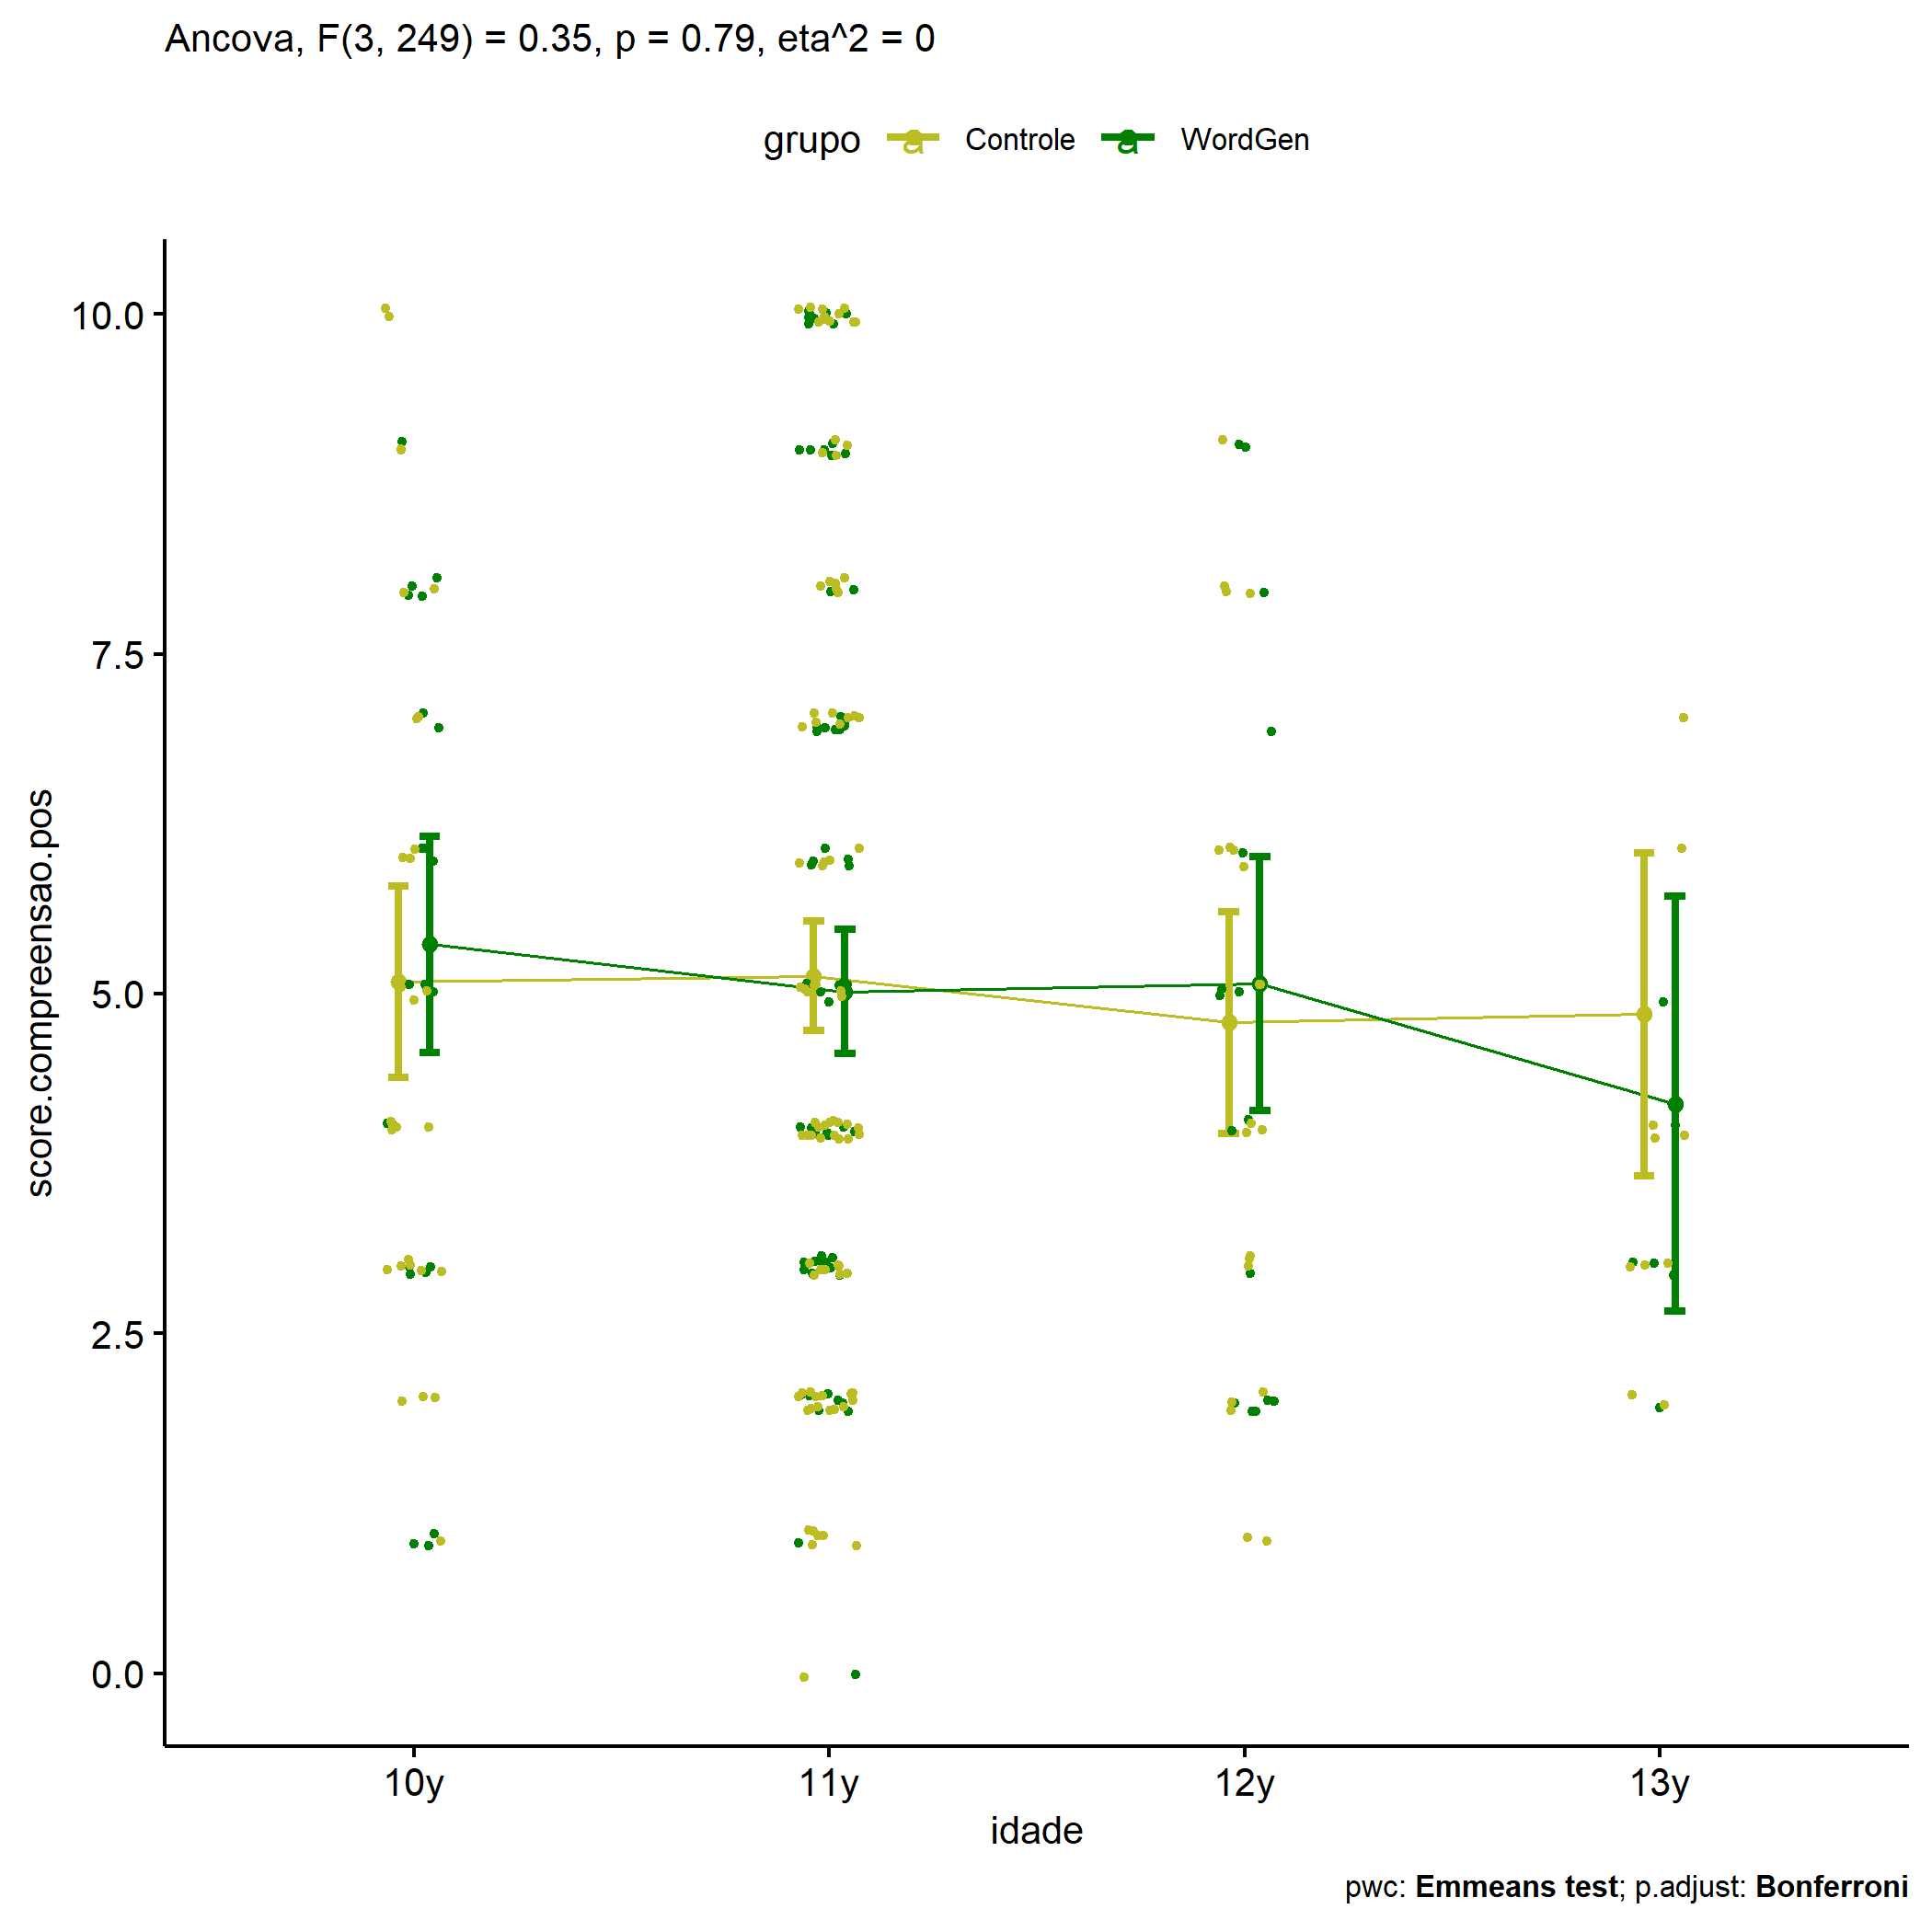 Ancova, F(3, 249) = 0.35, p = 0.79, eta^2 = 0
grupo a Controle a WordGen
10.0
7.5
5.0
2.5
0.0
score.compreensao.pos
10y 11y 12y 13y
idade
pwc: Emmeans test; p.adjust: Bonferroni